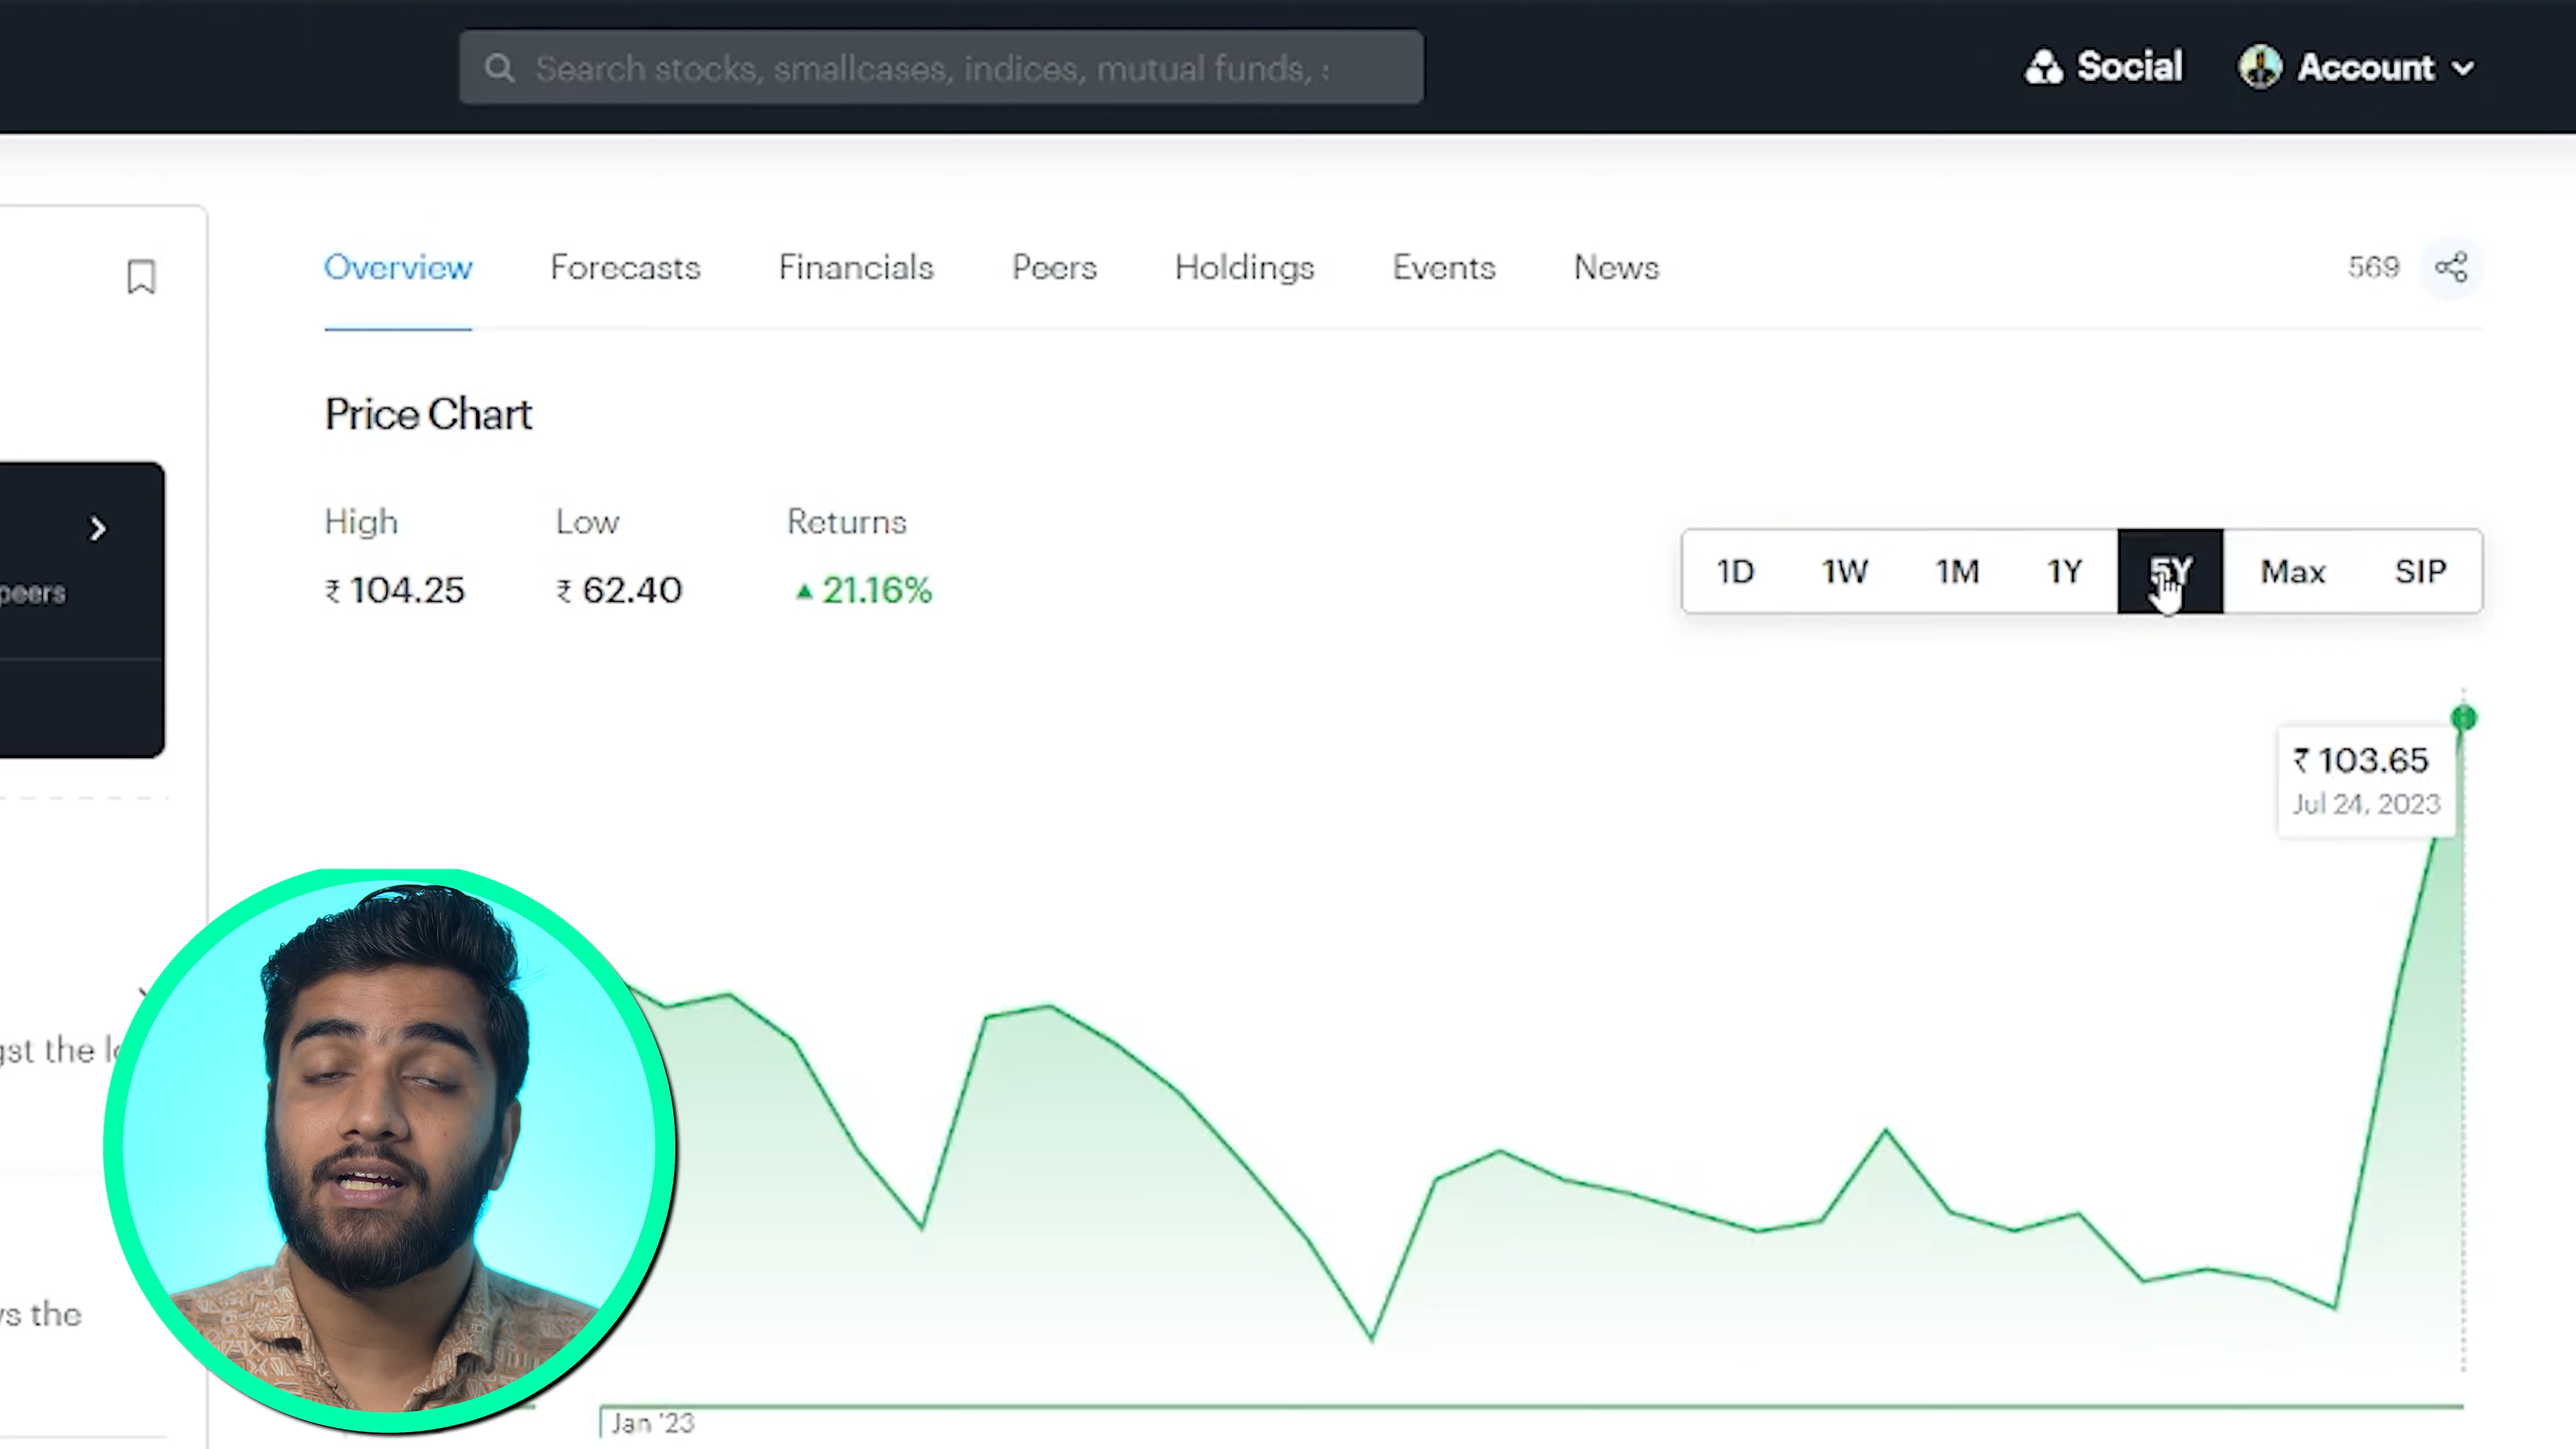 Search stocks, smallcases, indices, mutual funds, s
Social
Account
Overview
Forecasts
Financials
Peers
Holdings
Events
News
569
Price Chart
High
Low
Returns
₹ 104.25
₹ 62.40
21.16%
1D
1W
1M
1Y
5Y
Max
SIP
peers
₹ 103.65
Jul 24, 2023
gst the lo
ys the
Jan '23